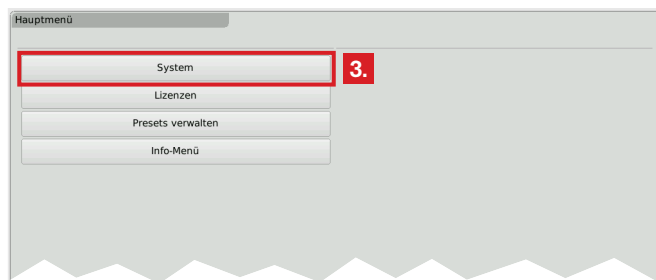 Hauptmenü
System
3.
Lizenzen
Presets verwalten
Info-Menü